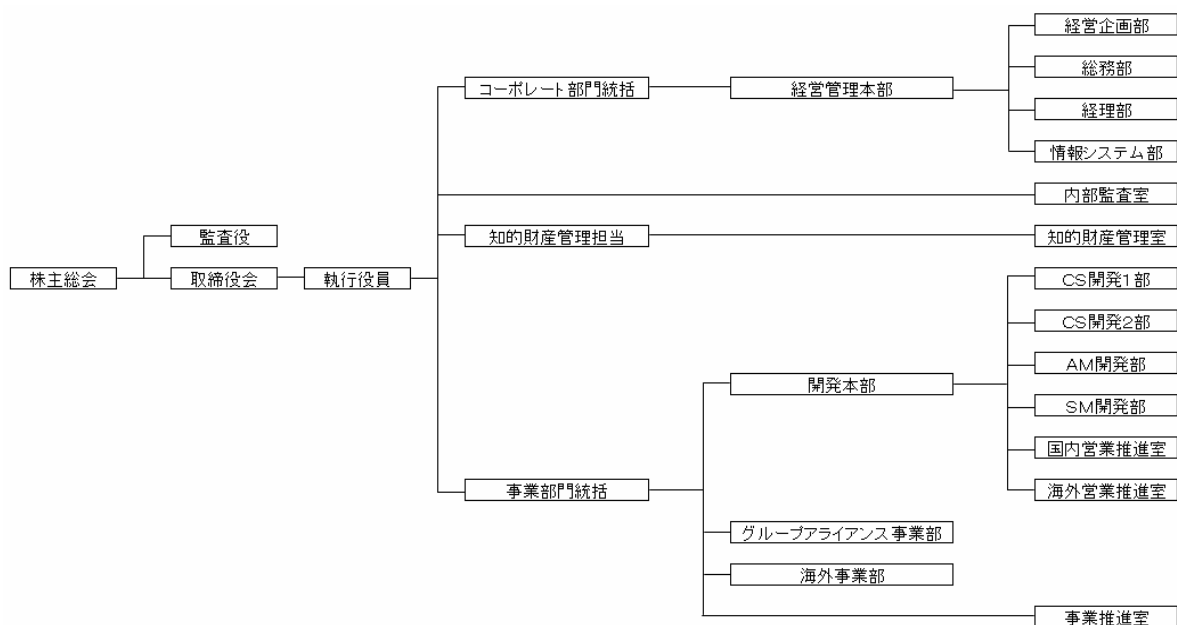 経営企画部
総務部
コーポレート部門統括
経営管理本部
経理部
情報システム部
内部監査室
監査役
知的財産管理担当
知的財産管理室
株主総会
取締役会
執行役員
CS開発1部
CS開発2部
AM開発部
開発本部
SM開発部
国内営業推進室
事業部門統括
海外営業推進室
グループアライアンス事業部
海外事業部
事業推進室